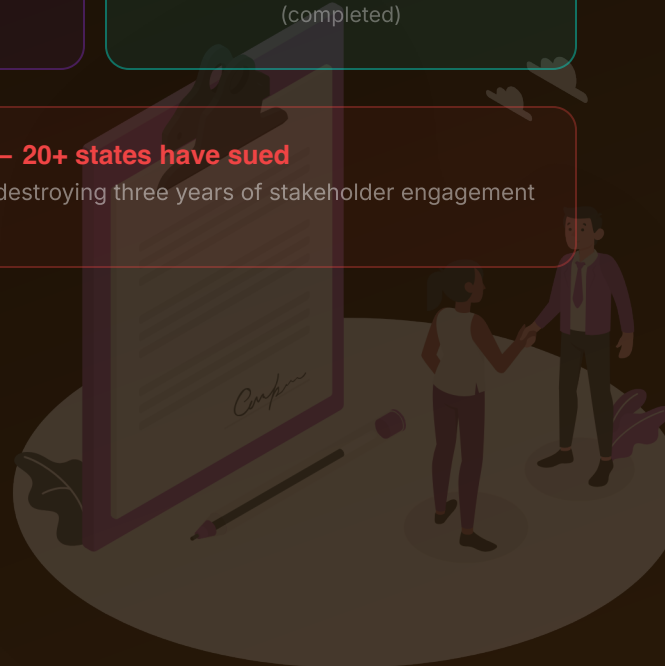 (completed)
– 20+ states have sued
destroying three years of stakeholder engagement